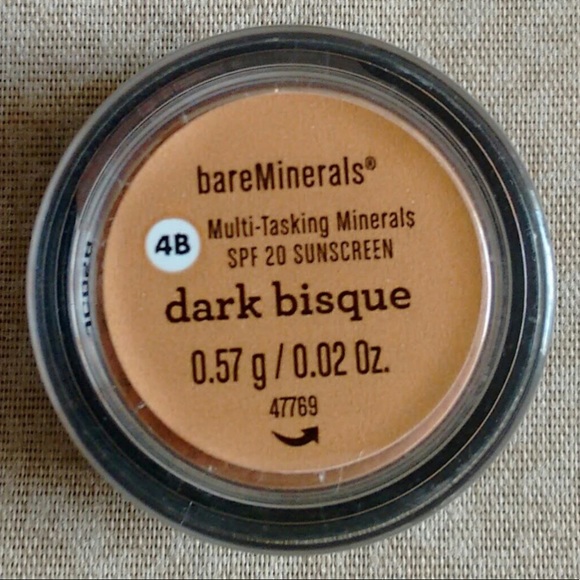 bareMinerals®
4B
Multi-Tasking Minerals
SPF 20 SUNSCREEN
dark bisque
0.57 g / 0.02 Oz.
47769